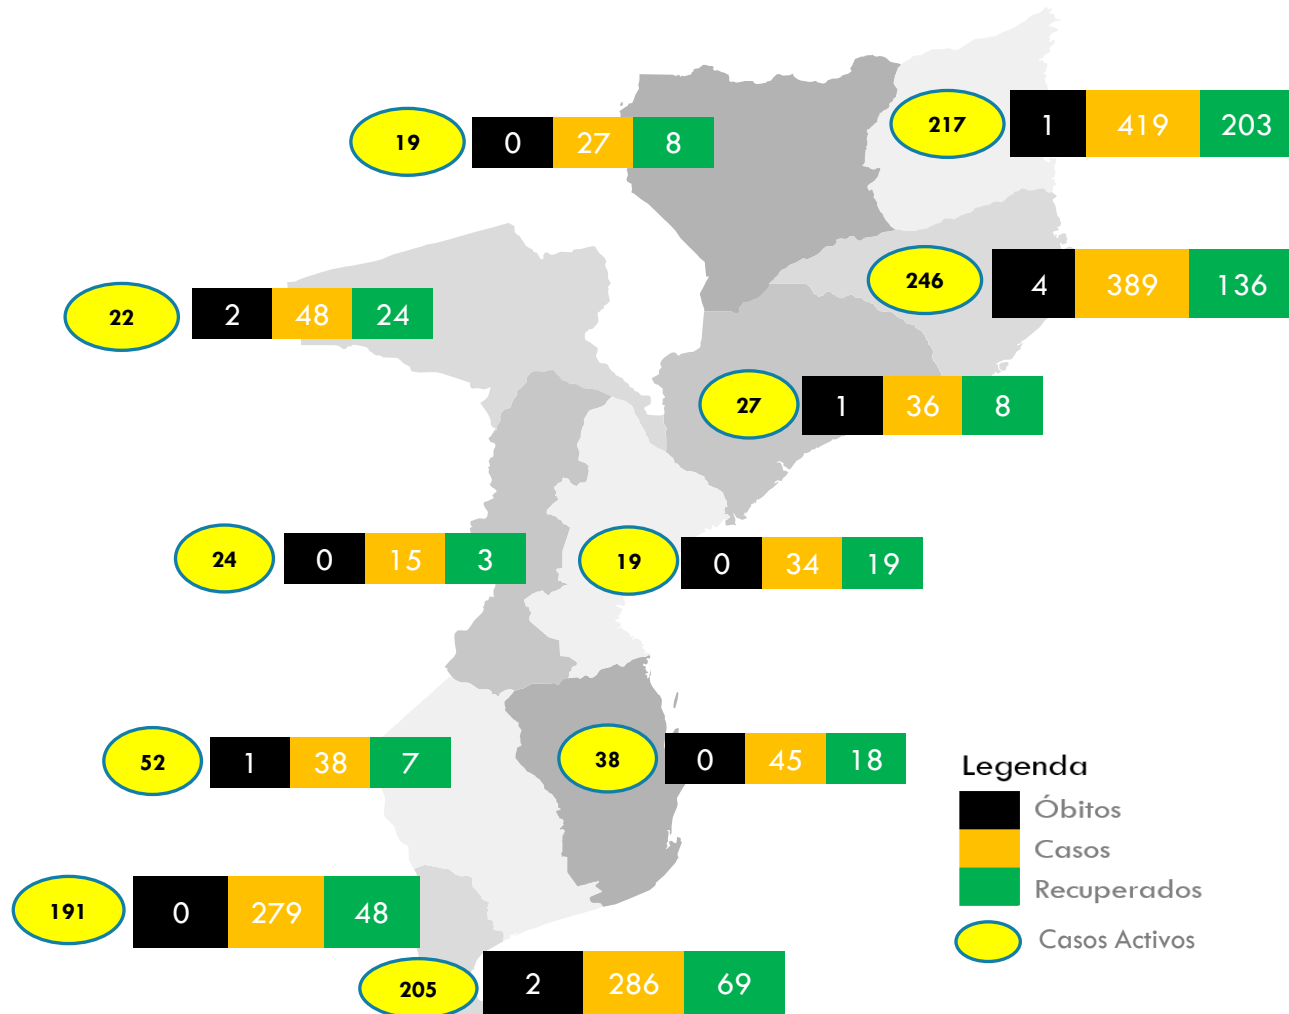 217 1 419 203
19 0 27 8
246 4 389 136
22 2 48 24
27 1 36 8
24 0 15 3
19 0 34 19
52 1 38 7
38 0 45 18
Legenda
Óbitos
Casos
Recuperados
Casos Activos
191 0 279 48
205 2 286 69